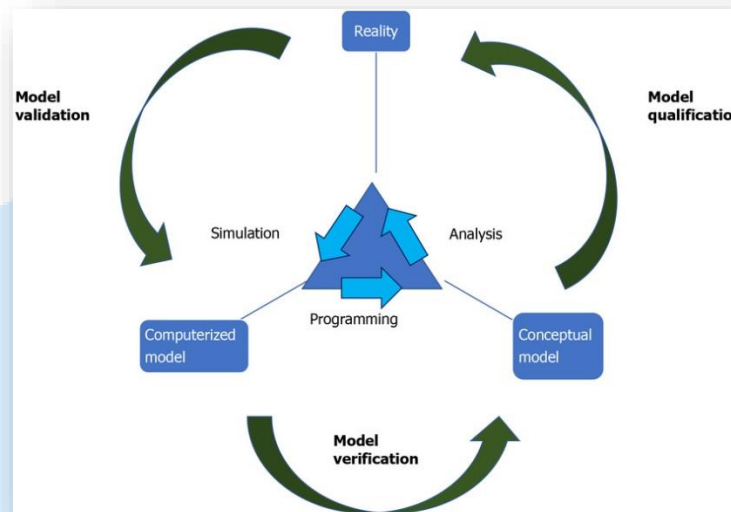 Reality
Model
validation
Model
qualificatio
Simulation
Analysis
Programming
Computerized
model
Conceptual
model
Model
verification